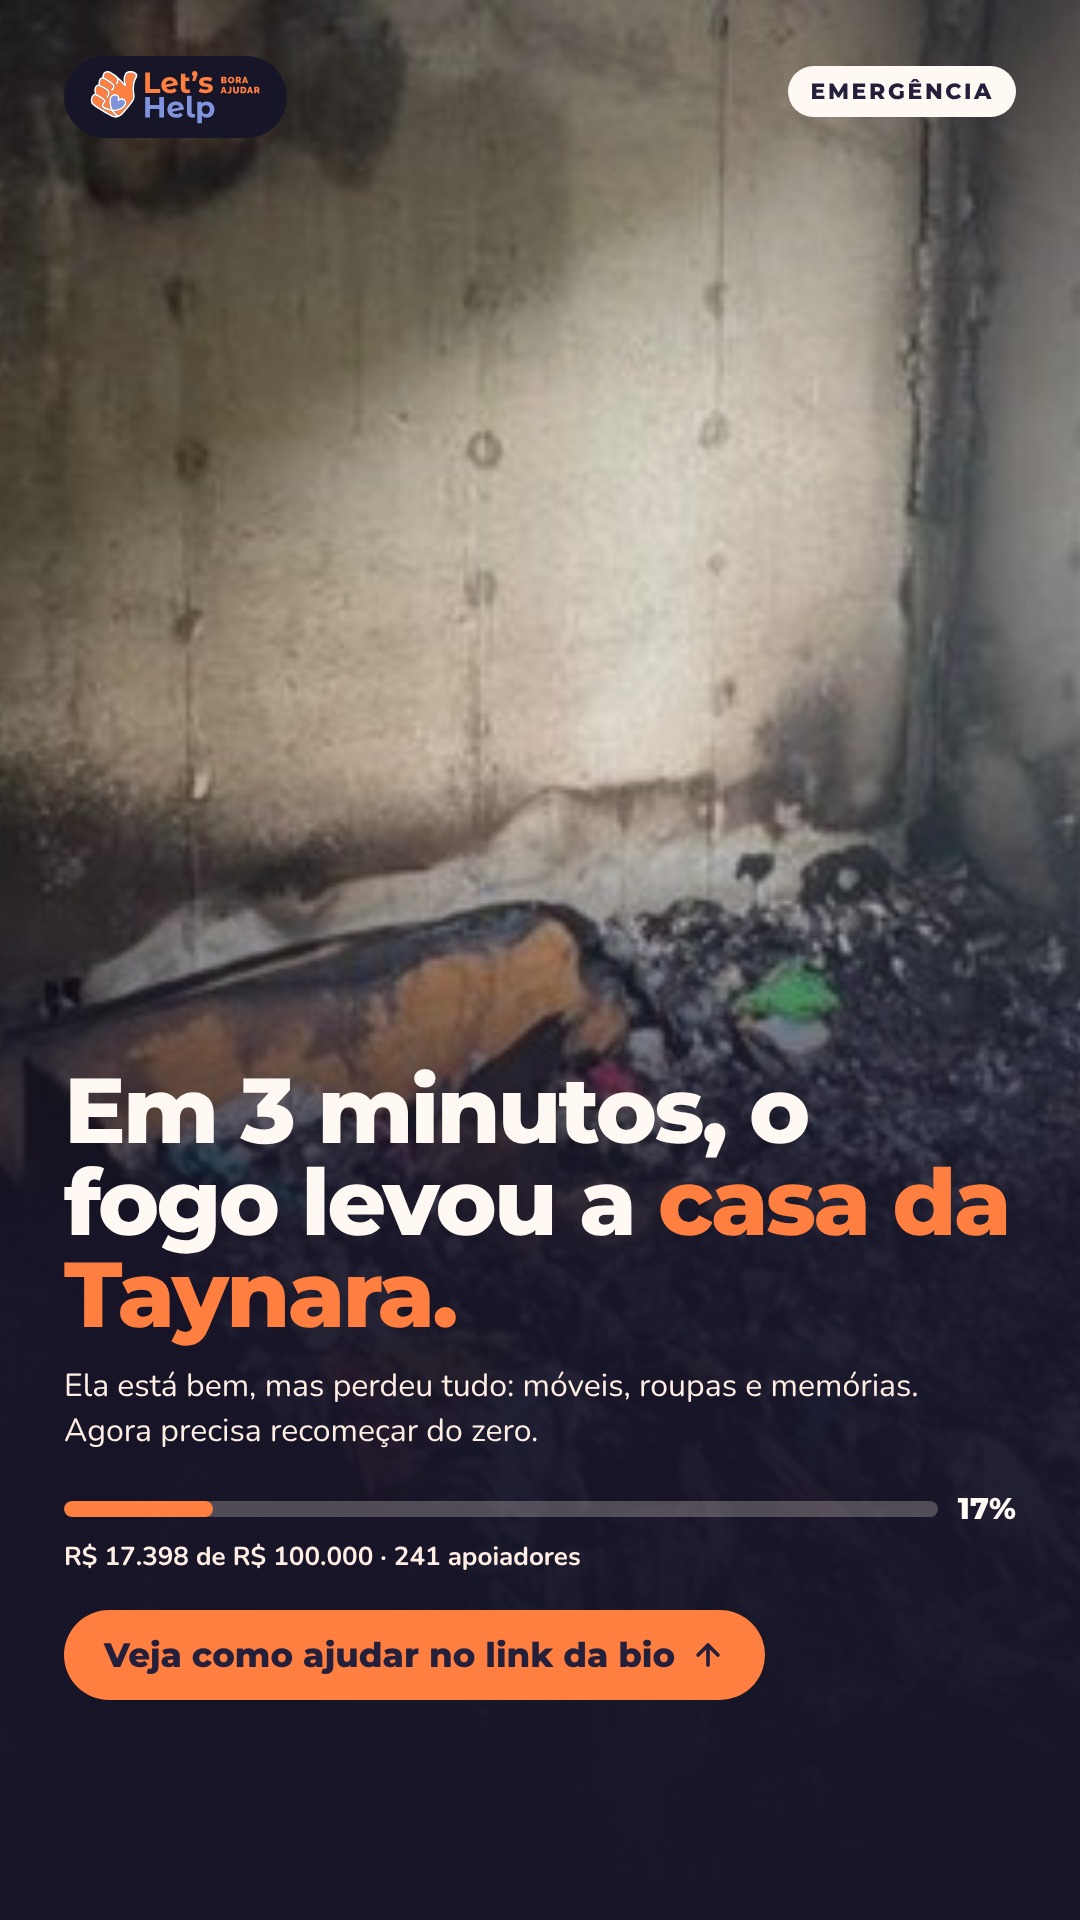 Let's
Help
BORA
AJUDAR
EMERGÊNCIA
Em 3 minutos, o
fogo levou a casa da
Taynara.
Ela está bem, mas perdeu tudo: móveis, roupas e memórias.
Agora precisa recomeçar do zero.
17%
R$ 17.398 de R$ 100.000 · 241 apoiadores
Veja como ajudar no link da bio ↑